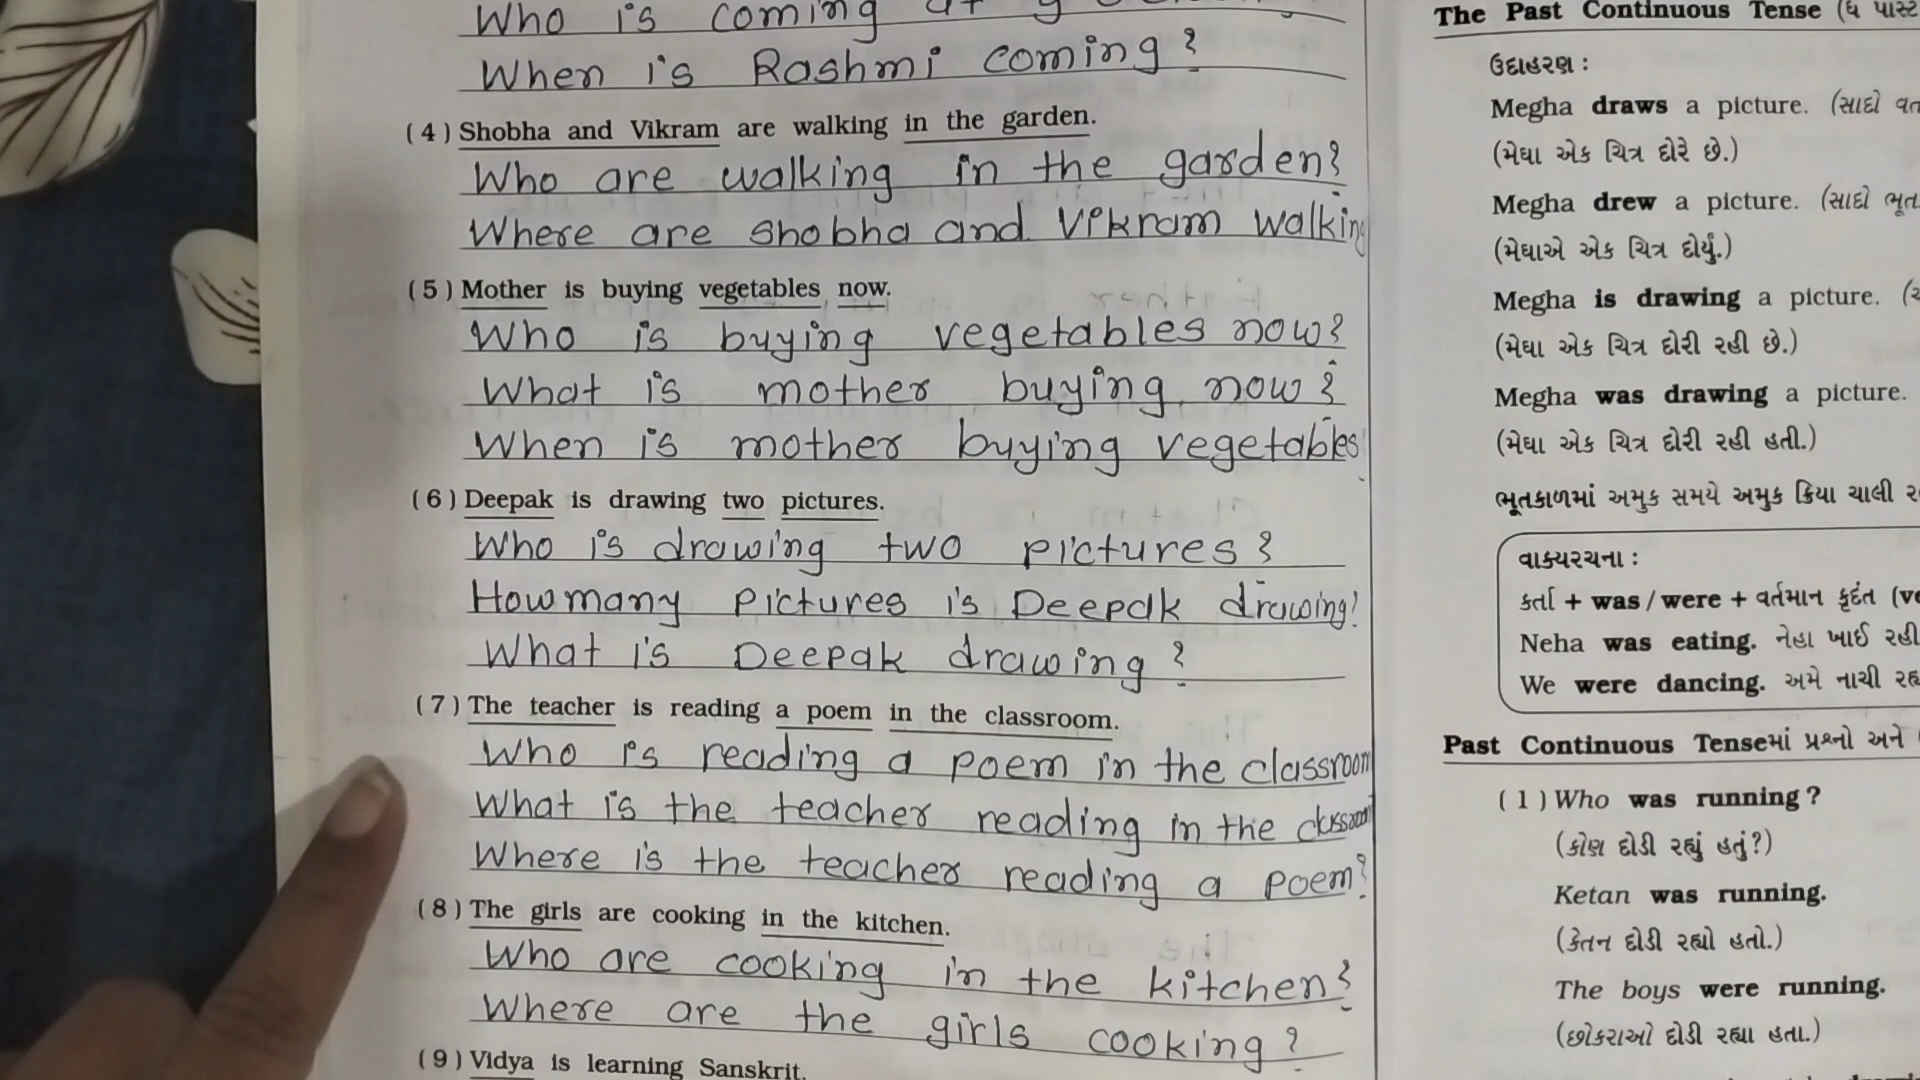 Who is coming at
When is Rashmi coming?
(4) Shobha and Vikram are walking in the garden.
Who are walking in the garden?
Where are shobha and Vikram walking
(5) Mother is buying vegetables now.
Who is buying vegetables now?
What is mother buying now?
When is mother buying vegetables
(6) Deepak is drawing two pictures.
Who is drawing two pictures?
How many pictures is Deepak drawing?
What is Deepak drawing?
(7) The teacher is reading a poem in the classroom.
Who is reading a poem in the classroom
What is the teacher reading in the classroom
Where is the teacher reading a poem?
(8) The girls are cooking in the kitchen.
Who are cooking in the kitchen?
Where are the girls cooking?
(9) Vidya is learning Sanskrit.
The Past Continuous Tense (ધ પાસ્ટ
ઉદાહરણ :
Megha draws a picture. (સાદો વત
(મેઘા એક ચિત્ર દોરે છે.)
Megha drew a picture. (સાદો ભૂત
(મેઘાએ એક ચિત્ર દોર્યું.)
Megha is drawing a picture. (ચ
(મેઘા એક ચિત્ર દોરી રહી છે.)
Megha was drawing a picture.
(મેઘા એક ચિત્ર દોરી રહી હતી.)
ભૂતકાળમાં અમુક સમયે અમુક ક્રિયા ચાલી ર
વાક્યરચના :
કર્તા + was / were + વર્તમાન કૃદંત (ve
Neha was eating. નેહા ખાઈ રહી
We were dancing. અમે નાચી રહ્ય
Past Continuous Tenseમાં પ્રશ્નો અને
(1) Who was running ?
(કોણ દોડી રહ્યું હતું?)
Ketan was running.
(કેતન દોડી રહ્યો હતો.)
The boys were running.
(છોકરાઓ દોડી રહ્યા હતા.)